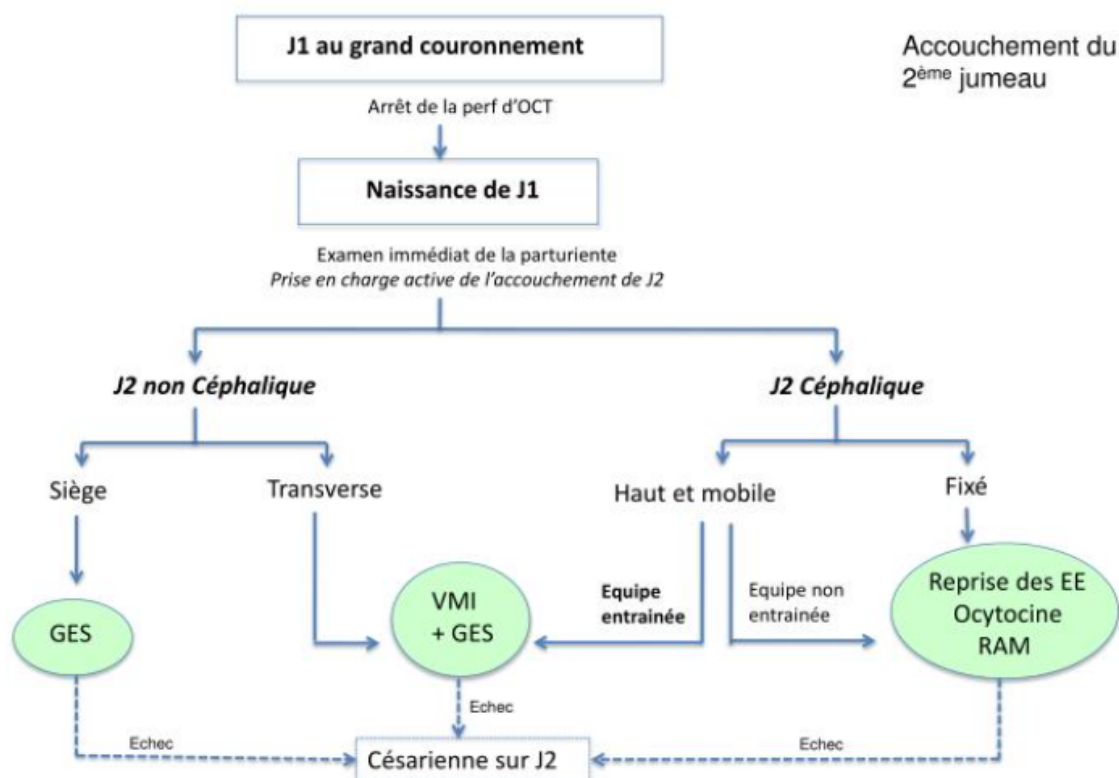 J1 au grand couronnement
Accouchement du
2ème jumeau
Arrêt de la perf d'OCT
Naissance de J1
Examen immédiat de la parturiente
Prise en charge active de l'accouchement de J2
J2 non Céphalique
J2 Céphalique
Siège
Transverse
Haut et mobile
Fixé
GES
VMI
+ GES
Equipe
entrainée
Equipe non
entrainée
Reprise des EE
Ocytocine
RAM
Echec
Echec
Echec
Césarienne sur J2